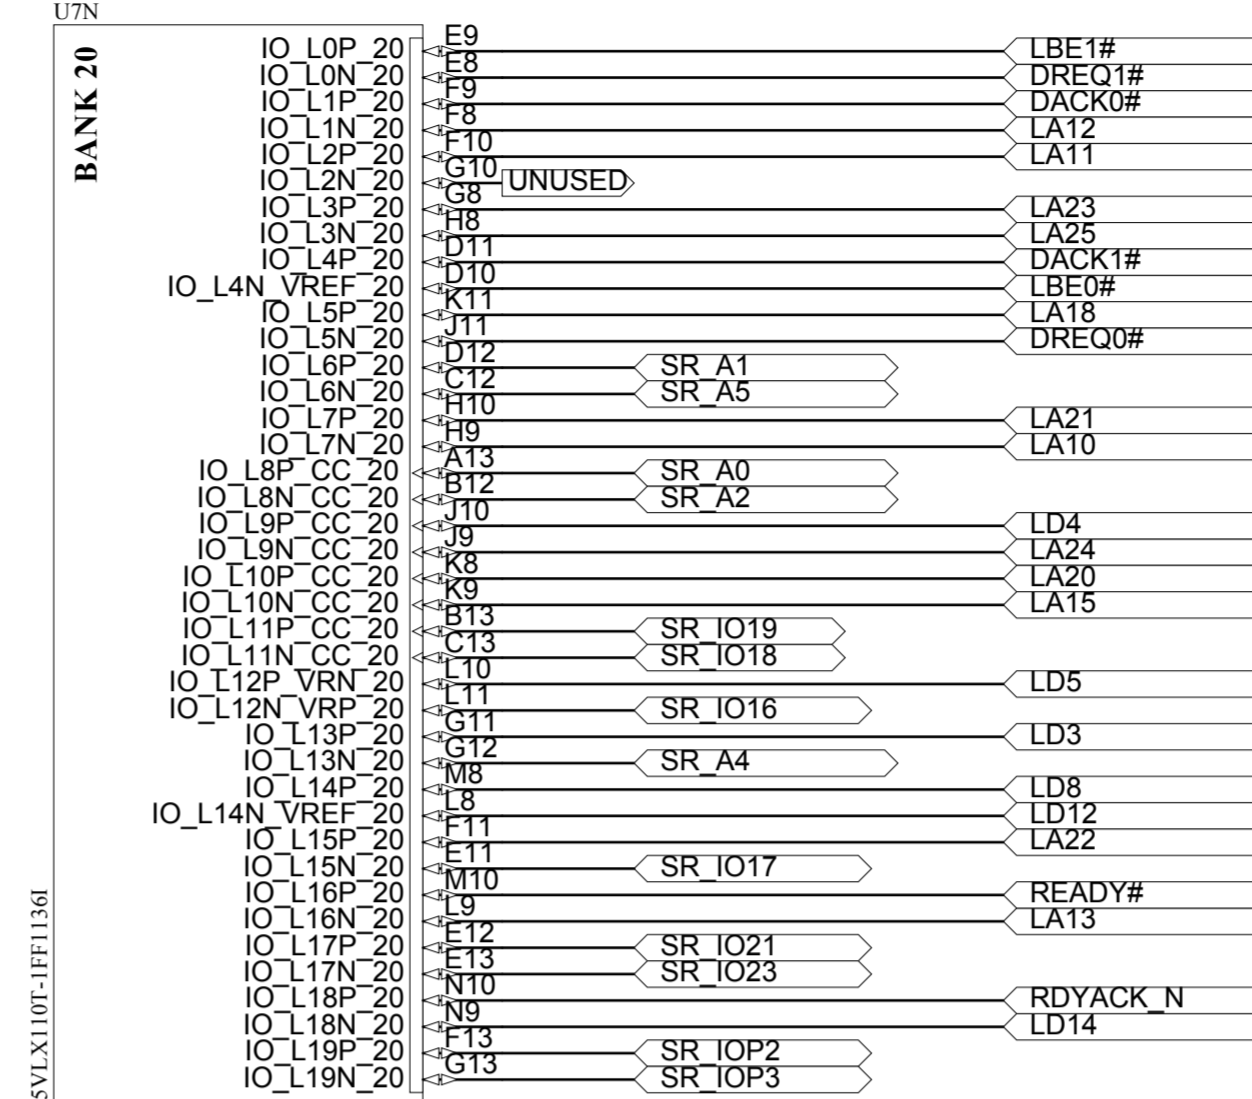 U7N
BANK 20
IO_L0P_20 E9 LBE1#
IO_L0N_20 E8 DREQ1#
IO_L1P_20 F9 DACK0#
IO_L1N_20 F8 LA12
IO_L2P_20 F10 LA11
IO_L2N_20 G10 UNUSED
IO_L3P_20 G8 LA23
IO_L3N_20 H8 LA25
IO_L4P_20 D11 DACK1#
IO_L4N_VREF_20 D10 LBE0#
IO_L5P_20 K11 LA18
IO_L5N_20 J11 DREQ0#
IO_L6P_20 D12 SR_A1
IO_L6N_20 C12 SR_A5
IO_L7P_20 H10 LA21
IO_L7N_20 H9 LA10
IO_L8P_CC_20 A13 SR_A0
IO_L8N_CC_20 B12 SR_A2
IO_L9P_CC_20 J10 LD4
IO_L9N_CC_20 J9 LA24
IO_L10P_CC_20 K8 LA20
IO_L10N_CC_20 K9 LA15
IO_L11P_CC_20 B13 SR_IO19
IO_L11N_CC_20 C13 SR_IO18
IO_L12P_VRN_20 L10 LD5
IO_L12N_VRP_20 L11 SR_IO16
IO_L13P_20 G11 LD3
IO_L13N_20 G12 SR_A4
IO_L14P_20 M8 LD8
IO_L14N_VREF_20 L8 LD12
IO_L15P_20 F11 LA22
IO_L15N_20 E11 SR_IO17
IO_L16P_20 M10 READY#
IO_L16N_20 L9 LA13
IO_L17P_20 E12 SR_IO21
IO_L17N_20 E13 SR_IO23
IO_L18P_20 N10 RDYACK_N
IO_L18N_20 N9 LD14
IO_L19P_20 F13 SR_IOP2
IO_L19N_20 G13 SR_IOP3
5VLX110T-1FF1136I